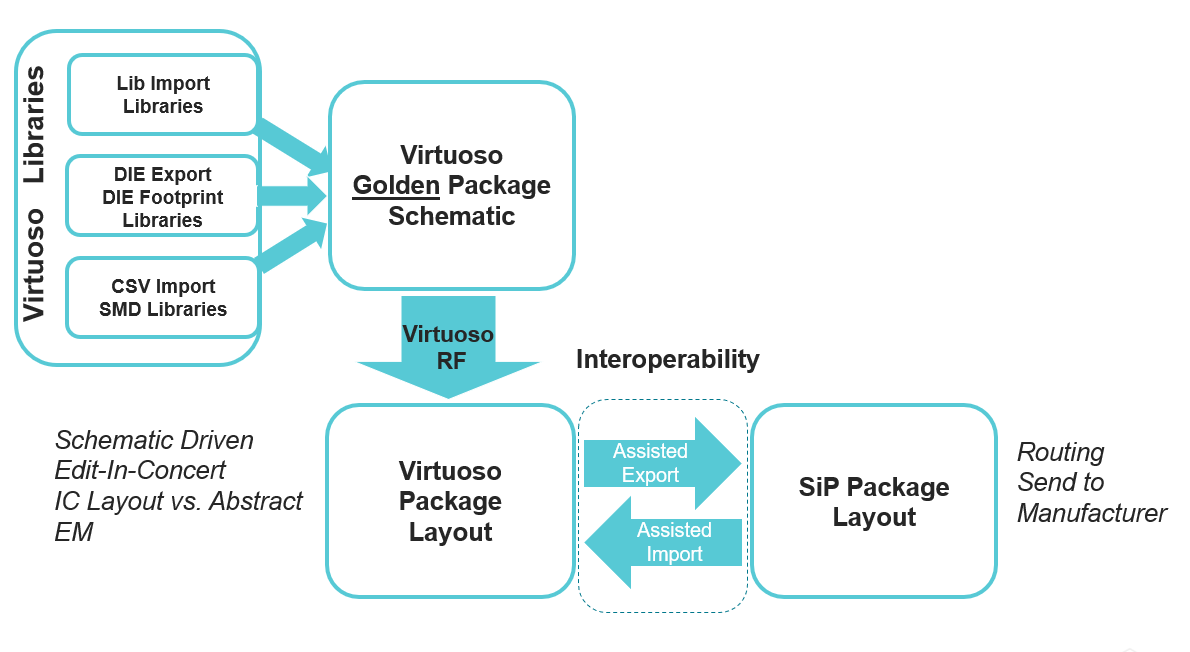 Virtuoso Libraries
Lib Import
Libraries
DIE Export
DIE Footprint
Libraries
CSV Import
SMD Libraries
Virtuoso
Golden Package
Schematic
Virtuoso
RF
Interoperability
Schematic Driven
Edit-In-Concert
IC Layout vs. Abstract
EM
Virtuoso
Package
Layout
Assisted
Export
Assisted
Import
SiP Package
Layout
Routing
Send to
Manufacturer